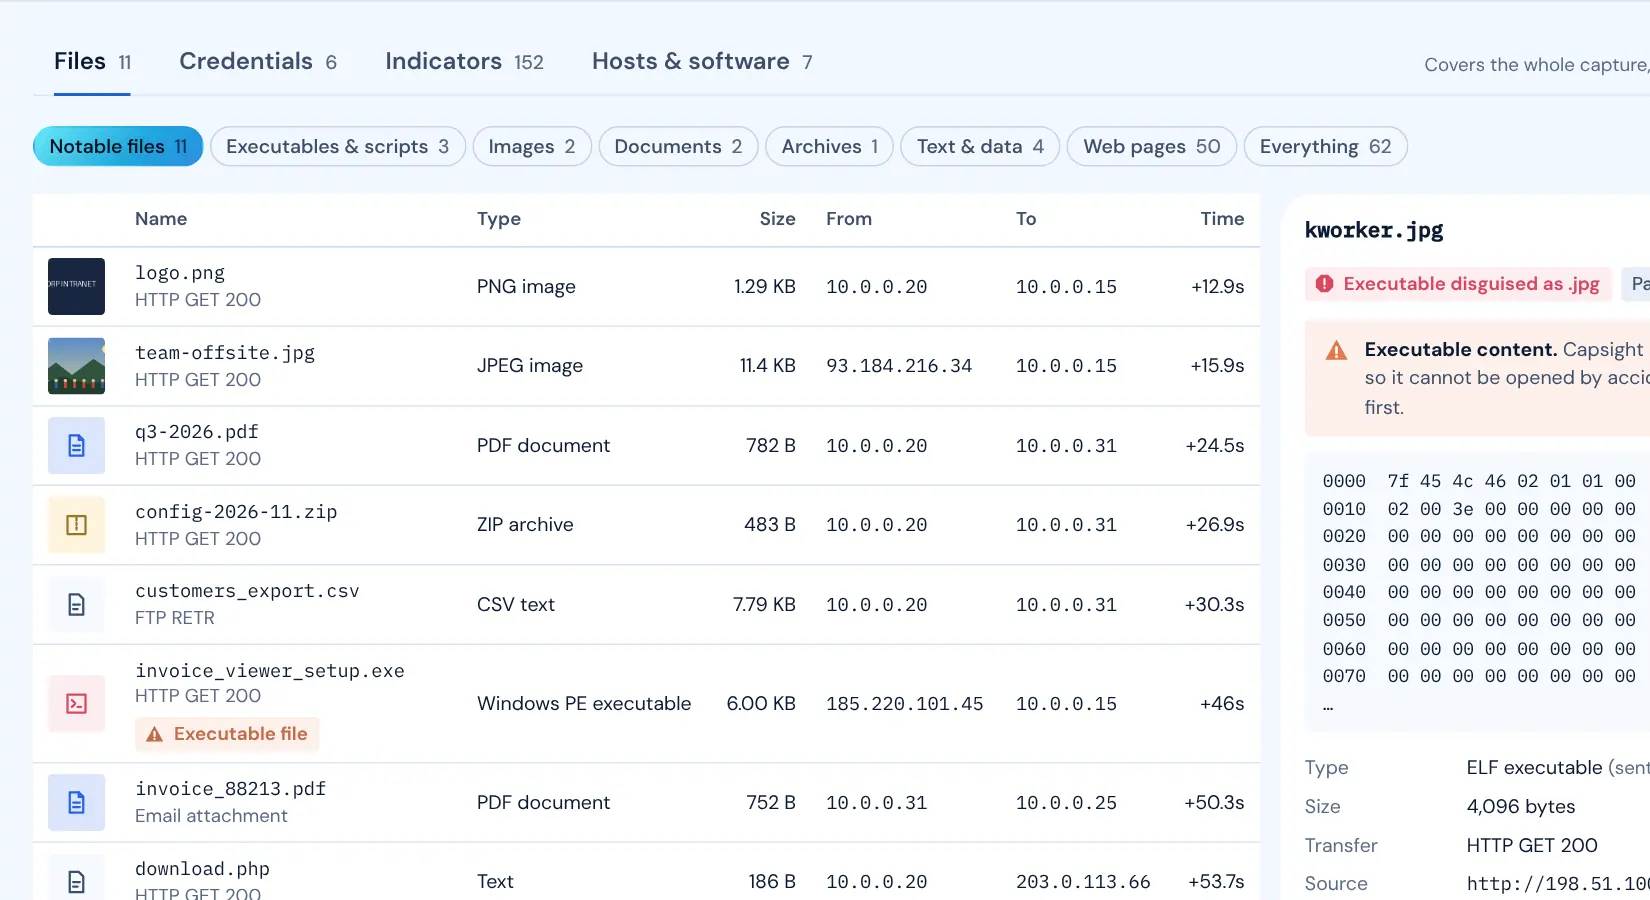 Files 11 Credentials 6 Indicators 152 Hosts & software 7
Covers the whole capture,
Notable files 11 Executables & scripts 3 Images 2 Documents 2 Archives 1 Text & data 4 Web pages 50 Everything 62
Name Type Size From To Time
logo.png
HTTP GET 200
PNG image 1.29 KB 10.0.0.20 10.0.0.15 +12.9s
team-offsite.jpg
HTTP GET 200
JPEG image 11.4 KB 93.184.216.34 10.0.0.15 +15.9s
q3-2026.pdf
HTTP GET 200
PDF document 782 B 10.0.0.20 10.0.0.31 +24.5s
config-2026-11.zip
HTTP GET 200
ZIP archive 483 B 10.0.0.20 10.0.0.31 +26.9s
customers_export.csv
FTP RETR
CSV text 7.79 KB 10.0.0.20 10.0.0.31 +30.3s
invoice_viewer_setup.exe
HTTP GET 200
Executable file
Windows PE executable 6.00 KB 185.220.101.45 10.0.0.15 +46s
invoice_88213.pdf
Email attachment
PDF document 752 B 10.0.0.31 10.0.0.25 +50.3s
download.php
HTTP GET 200
Text 186 B 10.0.0.20 203.0.113.66 +53.7s
kworker.jpg
Executable disguised as .jpg
Executable content. Capsight
so it cannot be opened by
first.
0000 7f 45 4c 46 02 01 01 00
0010 02 00 3e 00 00 00 00 00
0020 00 00 00 00 00 00 00 00
0030 00 00 00 00 00 00 00 00
0040 00 00 00 00 00 00 00 00
0050 00 00 00 00 00 00 00 00
0060 00 00 00 00 00 00 00 00
0070 00 00 00 00 00 00 00 00
…
Type ELF executable (sent
Size 4,096 bytes
Transfer HTTP GET 200
Source http://198.51.100